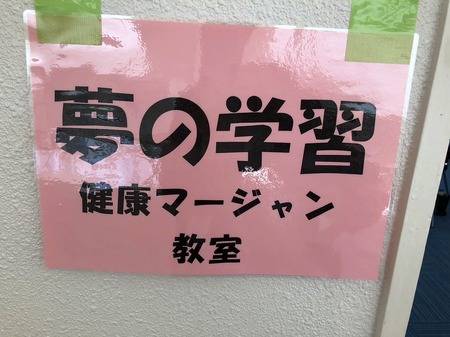 夢の学習
健康マージャン
教室